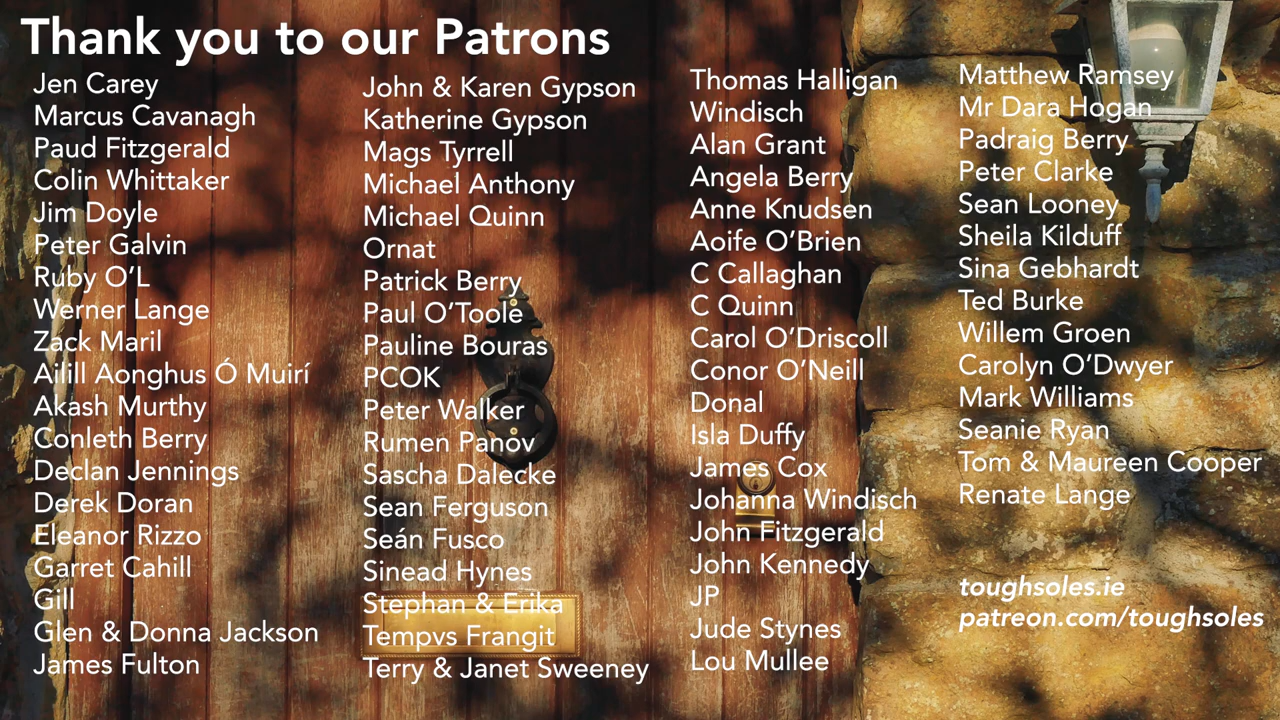 Thank you to our Patrons
Jen Carey
Marcus Cavanagh
Paud Fitzgerald
Colin Whittaker
Jim Doyle
Peter Galvin
Ruby O'L
Werner Lange
Zack Maril
Ailill Aonghus Ó Muirí
Akash Murthy
Conleth Berry
Declan Jennings
Derek Doran
Eleanor Rizzo
Garret Cahill
Gill
Glen & Donna Jackson
James Fulton
John & Karen Gypson
Katherine Gypson
Mags Tyrrell
Michael Anthony
Michael Quinn
Ornat
Patrick Berry
Paul O'Toole
Pauline Bouras
PCOK
Peter Walker
Rumen Panov
Sascha Dalecke
Sean Ferguson
Seán Fusco
Sinead Hynes
Stephan & Erika
Tempvs Frangit
Terry & Janet Sweeney
Thomas Halligan
Windisch
Alan Grant
Angela Berry
Anne Knudsen
Aoife O'Brien
C Callaghan
C Quinn
Carol O'Driscoll
Conor O'Neill
Donal
Isla Duffy
James Cox
Johanna Windisch
John Fitzgerald
John Kennedy
JP
Jude Stynes
Lou Mullee
Matthew Ramsey
Mr Dara Hogan
Padraig Berry
Peter Clarke
Sean Looney
Sheila Kilduff
Sina Gebhardt
Ted Burke
Willem Groen
Carolyn O'Dwyer
Mark Williams
Seanie Ryan
Tom & Maureen Cooper
Renate Lange
toughsoles.ie
patreon.com/toughsoles